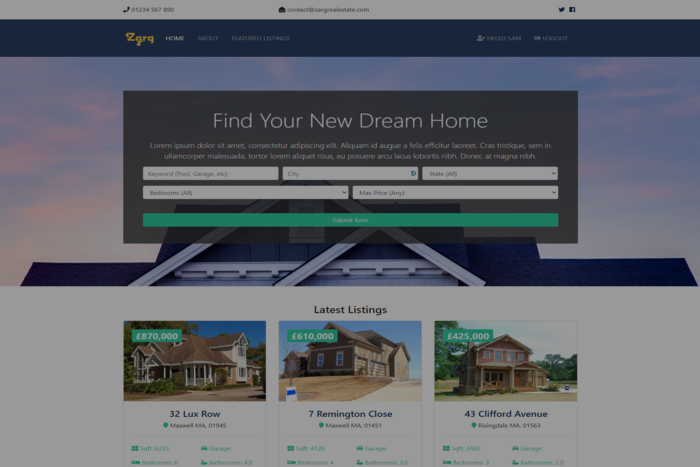 01234 567 890
contact@zargrealestate.com
Zgrq
HOME
ABOUT
FEATURED LISTINGS
HELLO SAM
LOGOUT
Find Your New Dream Home
Lorem ipsum dolor sit amet, consectetur adipiscing elit. Aliquam id augue a felis efficitur laoreet. Cras tristique, sem in
ullamcorper malesuada, tortor lorem aliquet risus, eu posuere arcu lacus lobortis nibh. Donec at magna nibh.
Keyword (Pool, Garage, etc)
City
State (All)
Bedrooms (All)
Max Price (Any)
Submit form
Latest Listings
£870,000
£610,000
£425,000
32 Lux Row
7 Remington Close
43 Clifford Avenue
Maxwell MA, 01945
Maxwell MA, 01451
Risingdale MA, 01563
Sqft: 6235
Garage:
Sqft: 4120
Garage:
Sqft: 2460
Garage:
Bedrooms: 6
Bathrooms: 4.0
Bedrooms: 4
Bathrooms: 3.0
Bedrooms: 3
Bathrooms: 2.0